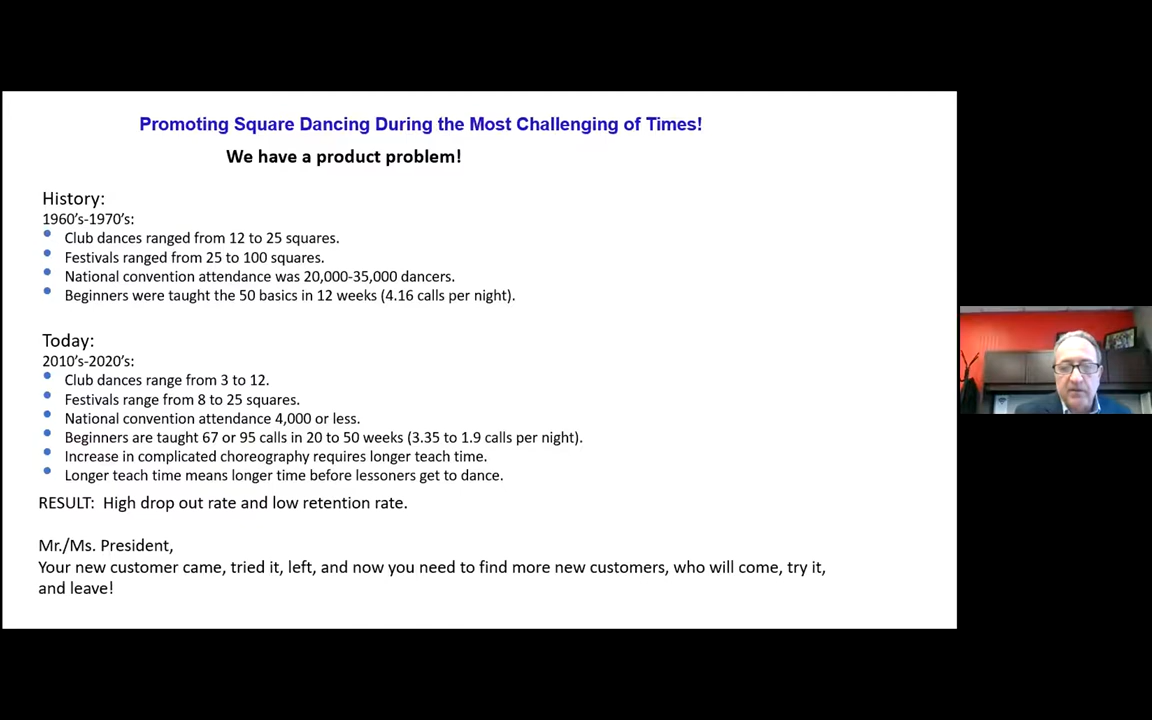 Promoting Square Dancing During the Most Challenging of Times!
We have a product problem!
History:
1960's-1970's:
• Club dances ranged from 12 to 25 squares.
• Festivals ranged from 25 to 100 squares.
• National convention attendance was 20,000-35,000 dancers.
• Beginners were taught the 50 basics in 12 weeks (4.16 calls per night).
Today:
2010's-2020's:
• Club dances range from 3 to 12.
• Festivals range from 8 to 25 squares.
• National convention attendance 4,000 or less.
• Beginners are taught 67 or 95 calls in 20 to 50 weeks (3.35 to 1.9 calls per night).
• Increase in complicated choreography requires longer teach time.
• Longer teach time means longer time before lessoners get to dance.
RESULT:  High drop out rate and low retention rate.
Mr./Ms. President,
Your new customer came, tried it, left, and now you need to find more new customers, who will come, try it,
and leave!